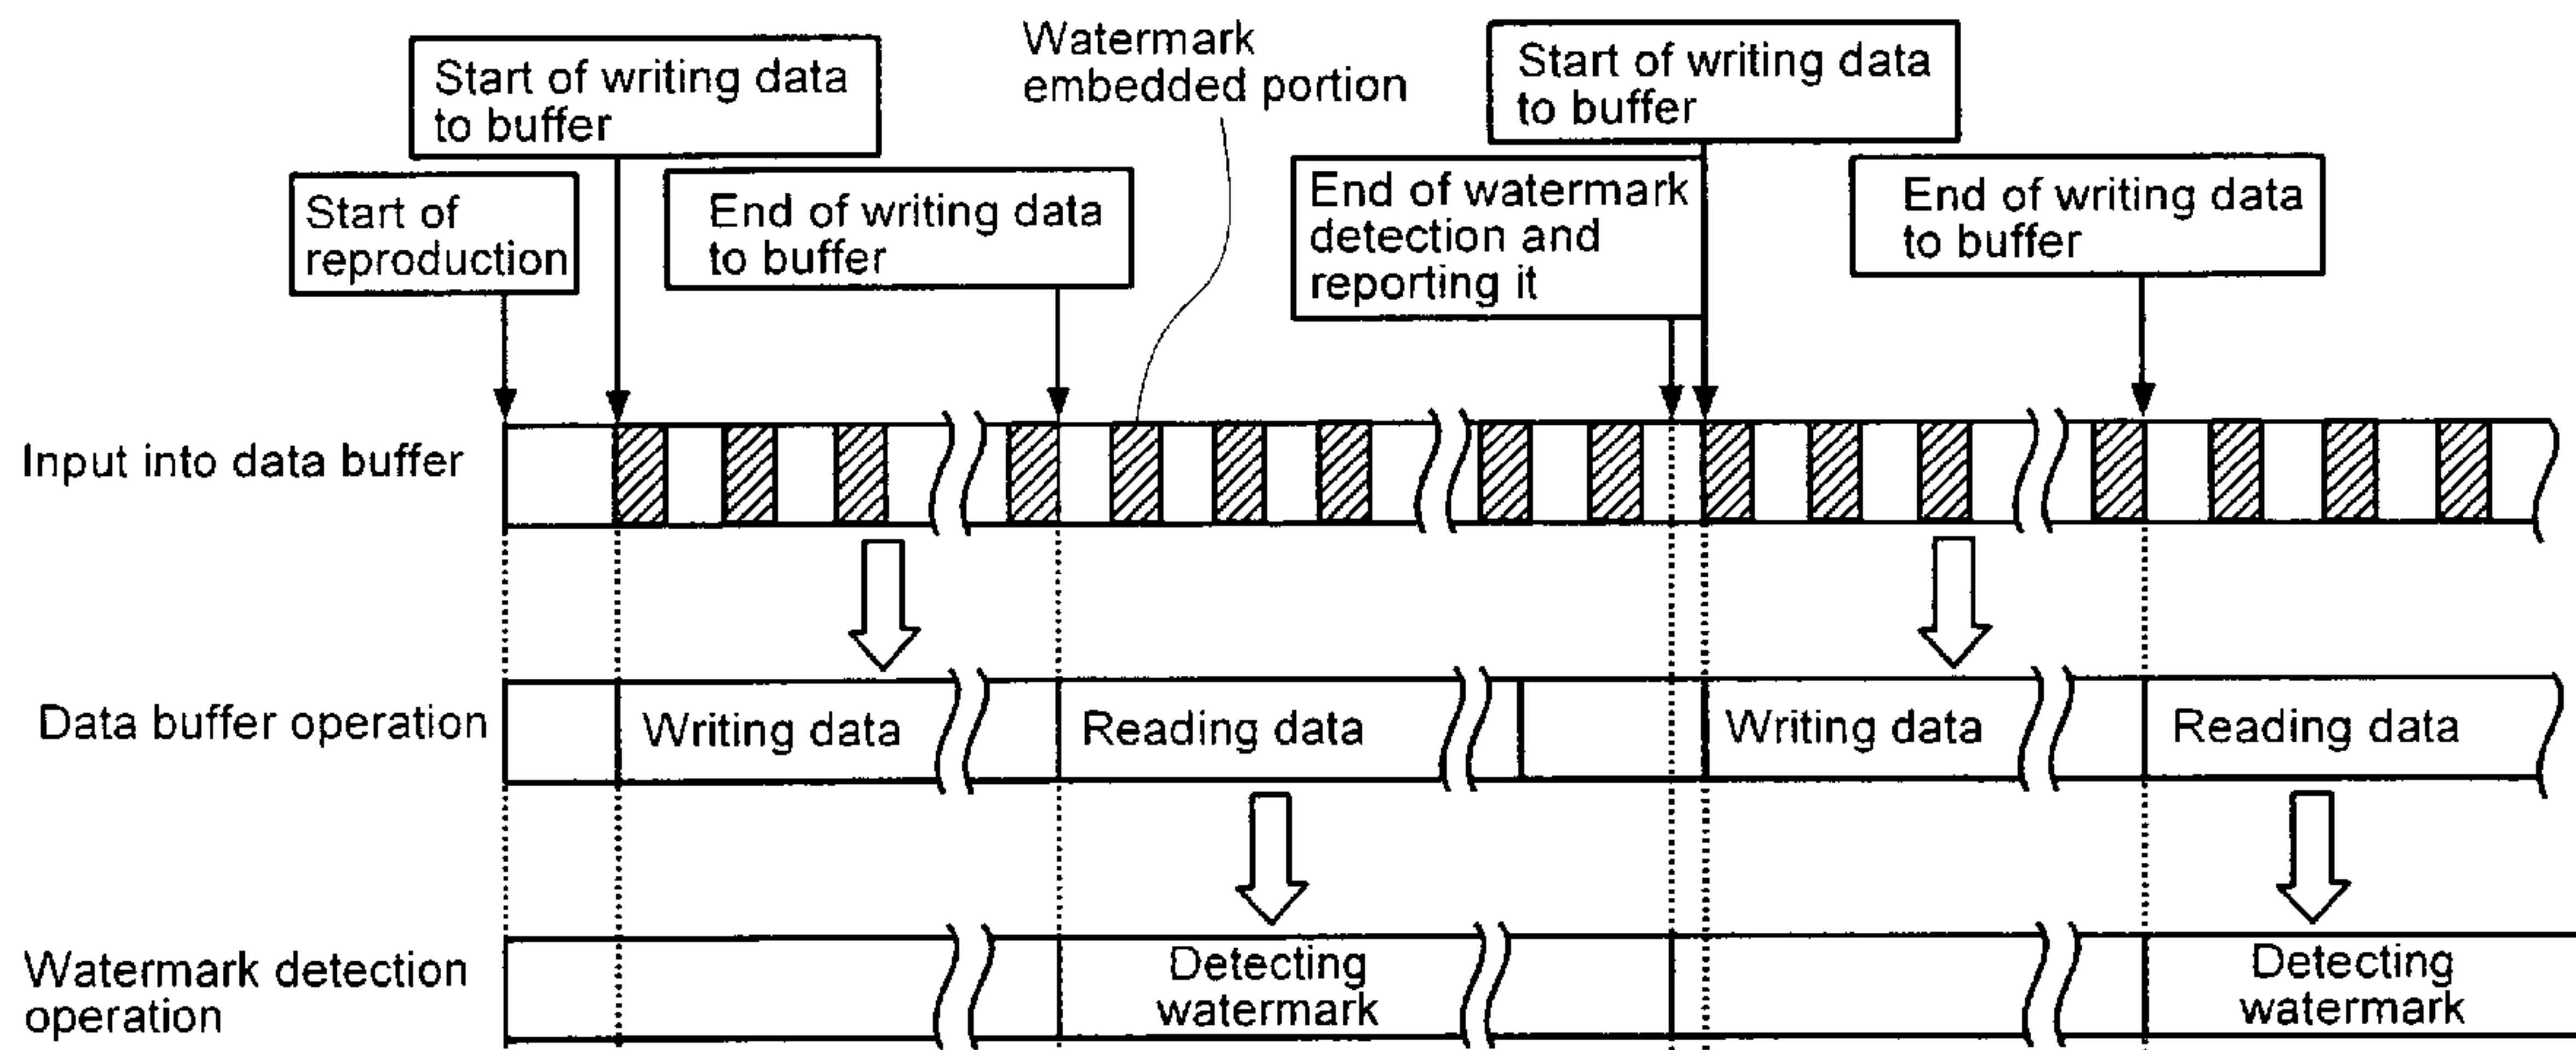 Watermark
embedded portion
Start of writing data
to buffer
Start of writing data
to buffer
Start of
reproduction
End of writing data
to buffer
End of watermark
detection and
reporting it
End of writing data
to buffer
Input into data buffer
Data buffer operation
Writing data
Reading data
Writing data
Reading data
Watermark detection
operation
Detecting
watermark
Detecting
watermark